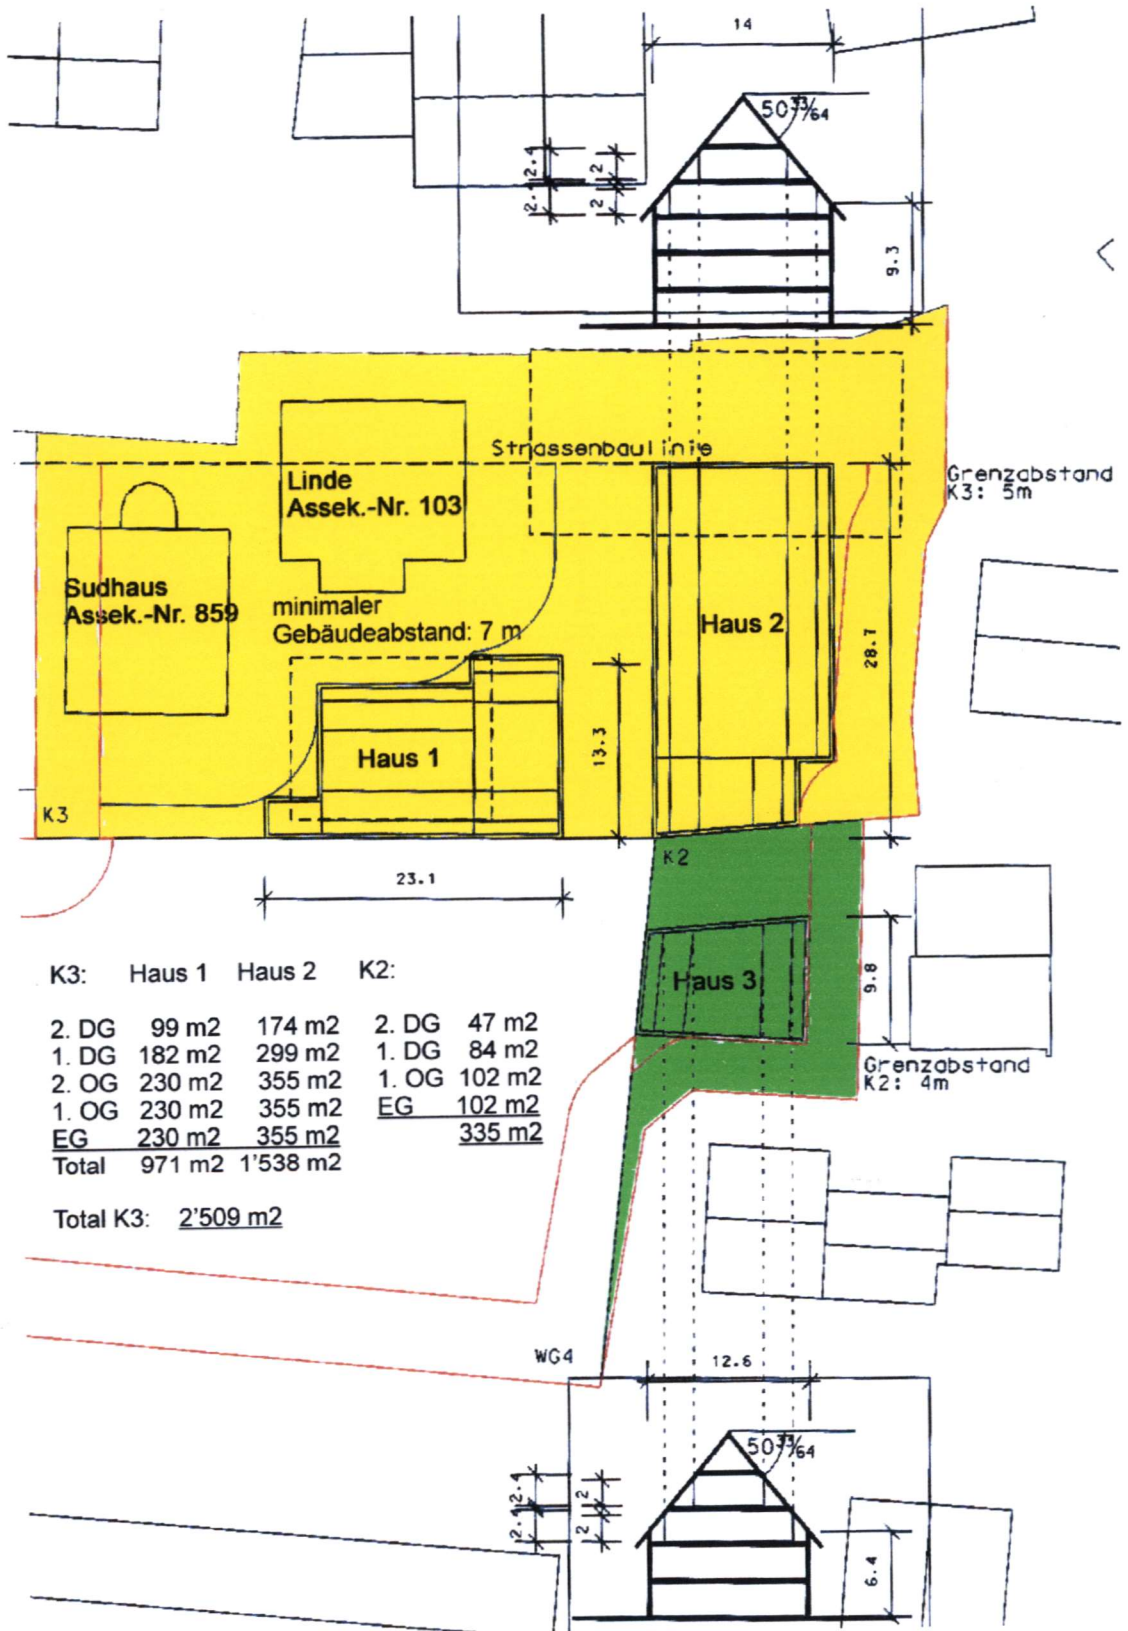 14
50 33/64
2.4
2
2.4
2
9.3
Strassenbaulinie
Grenzabstand
K3: 5m
Linde
Assek.-Nr. 103
Sudhaus
Assek.-Nr. 859
minimaler
Gebäudeabstand: 7 m
Haus 2
28.7
13.3
Haus 1
K3
K2
23.1
Haus 3
9.8
Grenzabstand
K2: 4m
K3: Haus 1 Haus 2 K2:
2. DG 99 m2 174 m2 2. DG 47 m2
1. DG 182 m2 299 m2 1. DG 84 m2
2. OG 230 m2 355 m2 1. OG 102 m2
1. OG 230 m2 355 m2 EG 102 m2
EG 230 m2 355 m2 335 m2
Total 971 m2 1'538 m2
Total K3: 2'509 m2
WG4
12.6
50 33/64
2.4
2
2.4
2
6.4